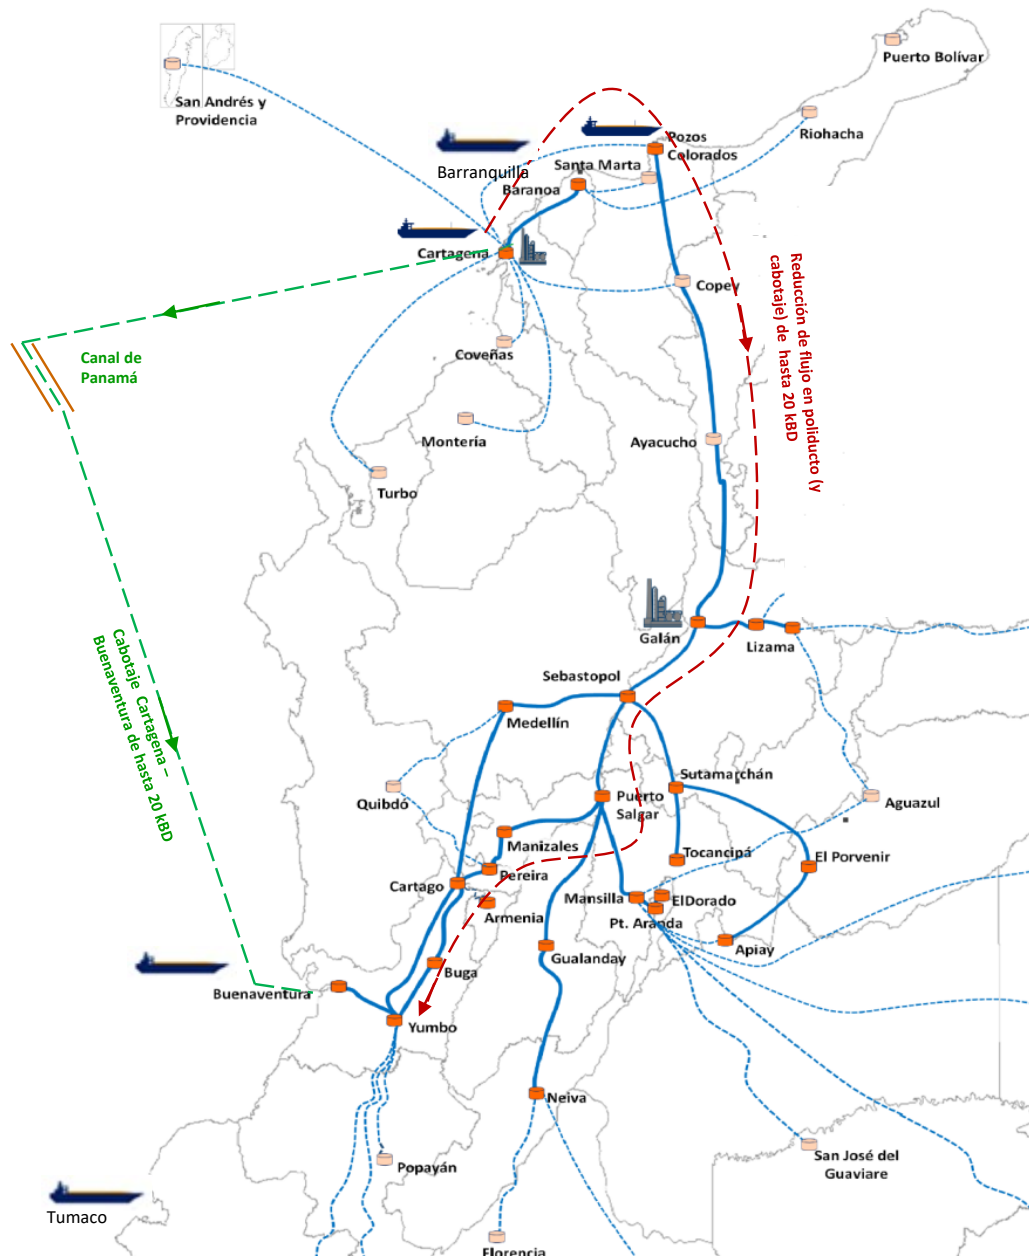 Puerto Bolívar
San Andrés y
Providencia
Riohacha
Pozos
Colorados
Barranquilla
Santa Marta
Baranoa
Cartagena
Copey
Reducción de flujo en poliducto (y
cabotaje) de hasta 20 kBD
Canal de
Panamá
Coveñas
Montería
Ayacucho
Turbo
Galán
Lizama
Cabotaje Cartagena –
Buenaventura de hasta 20 kBD
Sebastopol
Medellín
Sutamarchán
Quibdó
Puerto
Salgar
Aguazul
Manizales
Tocancipá
El Porvenir
Pereira
Cartago
Mansilla
ElDorado
Armenia
Pt. Aranda
Apiay
Gualanday
Buga
Buenaventura
Yumbo
Neiva
San José del
Guaviare
Popayán
Tumaco
Florencia